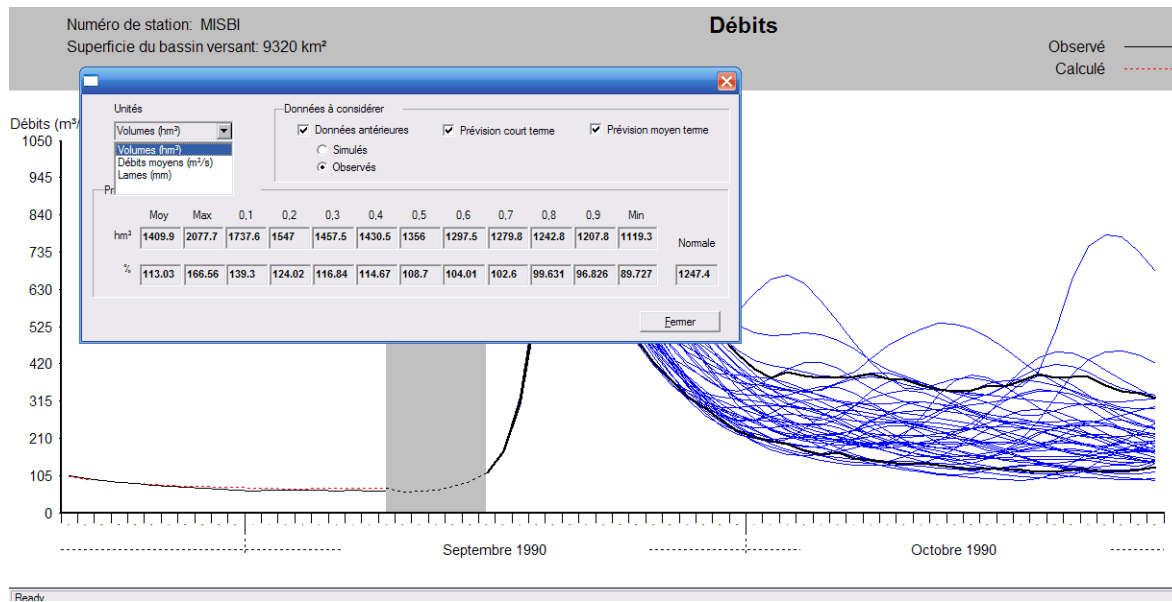 Numéro de station: MISBI
Débits
Superficie du bassin versant: 9320 km²
Observé
Calculé
Unités
Données à considérer
Volumes (hm³)
Données antérieures
Prévision court terme
Prévision moyen terme
Volumes (hm³)
Débits moyens (m³/s)
Lames (mm)
Simulés
Observés
Pr
Moy Max 0,1 0,2 0,3 0,4 0,5 0,6 0,7 0,8 0,9 Min
hm³ 1409.9 2077.7 1737.6 1547 1457.5 1430.5 1356 1297.5 1279.8 1242.8 1207.8 1119.3
Normale
% 113.03 166.56 139.3 124.02 116.84 114.67 108.7 104.01 102.6 99.631 96.826 89.727 1247.4
Fermer
Débits (m³/
1050
945
840
735
630
525
420
315
210
105
0
Septembre 1990
Octobre 1990
Ready